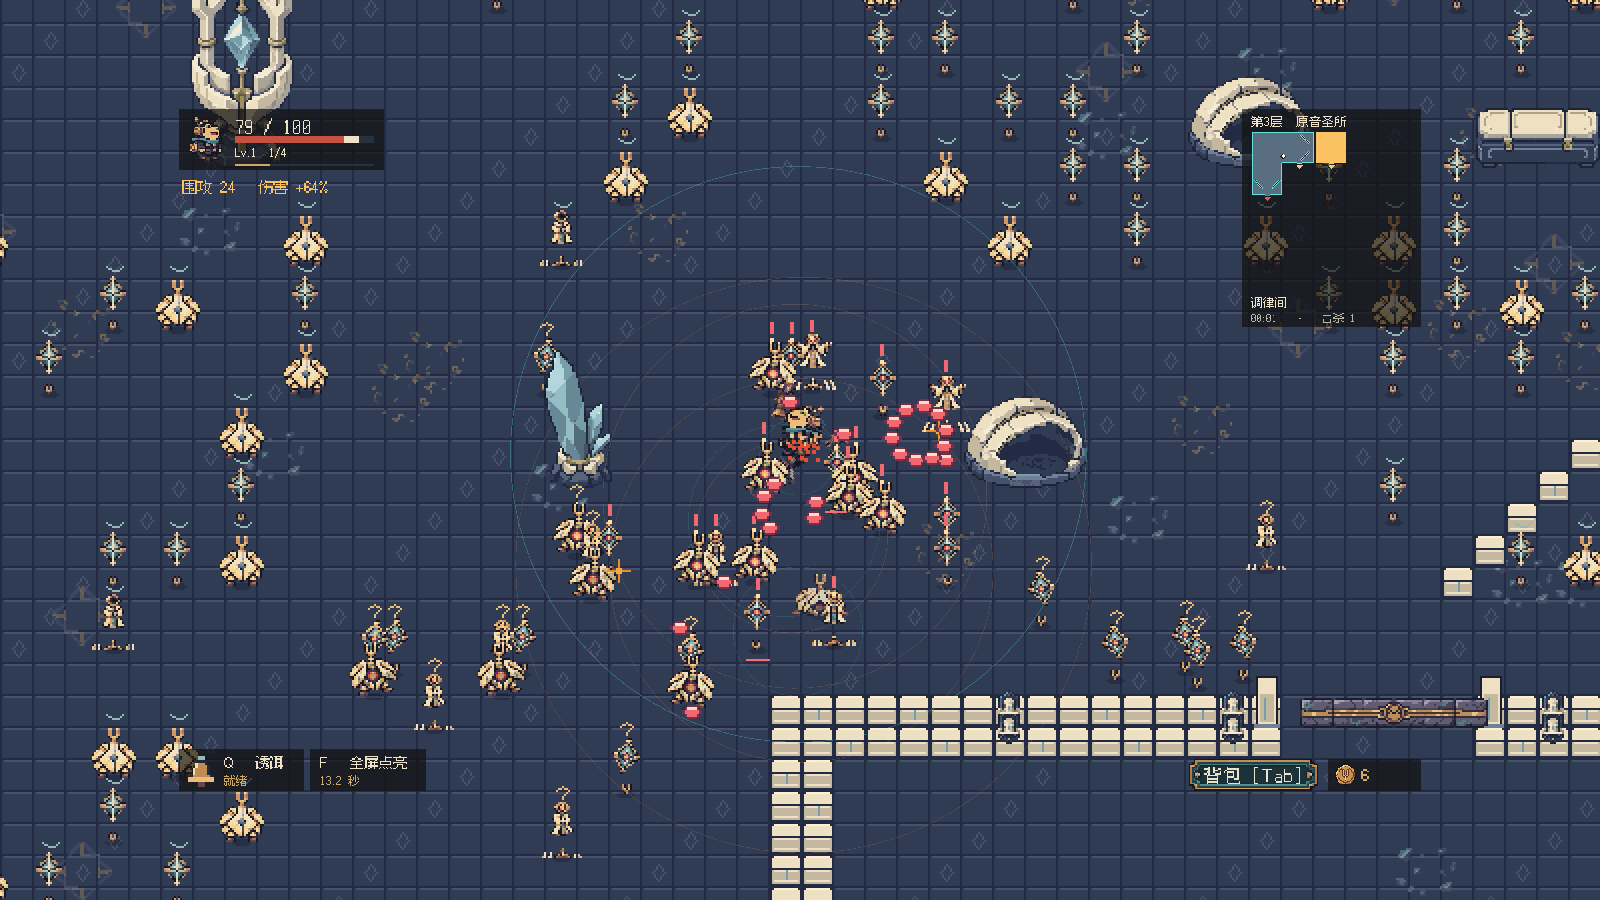 79 / 100
Lv.1 1/4
围攻 24 伤害 +64%
第3层 原音圣所
调律间
已杀 1
Q 诱饵
就绪
F 全屏点亮
13.2 秒
背包 [Tab]
6